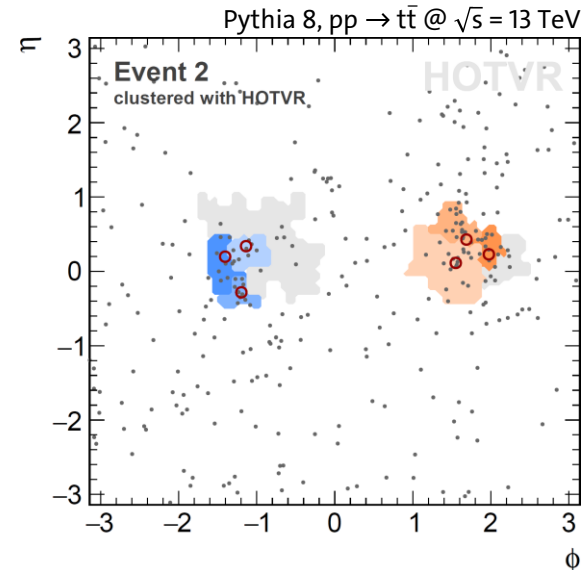 Pythia 8, pp → tt̄ @ √s = 13 TeV
η
Event 2
HOTVR
clustered with HOTVR
3
2
1
0
−1
−2
−3
−3 −2 −1 0 1 2 3
ϕ